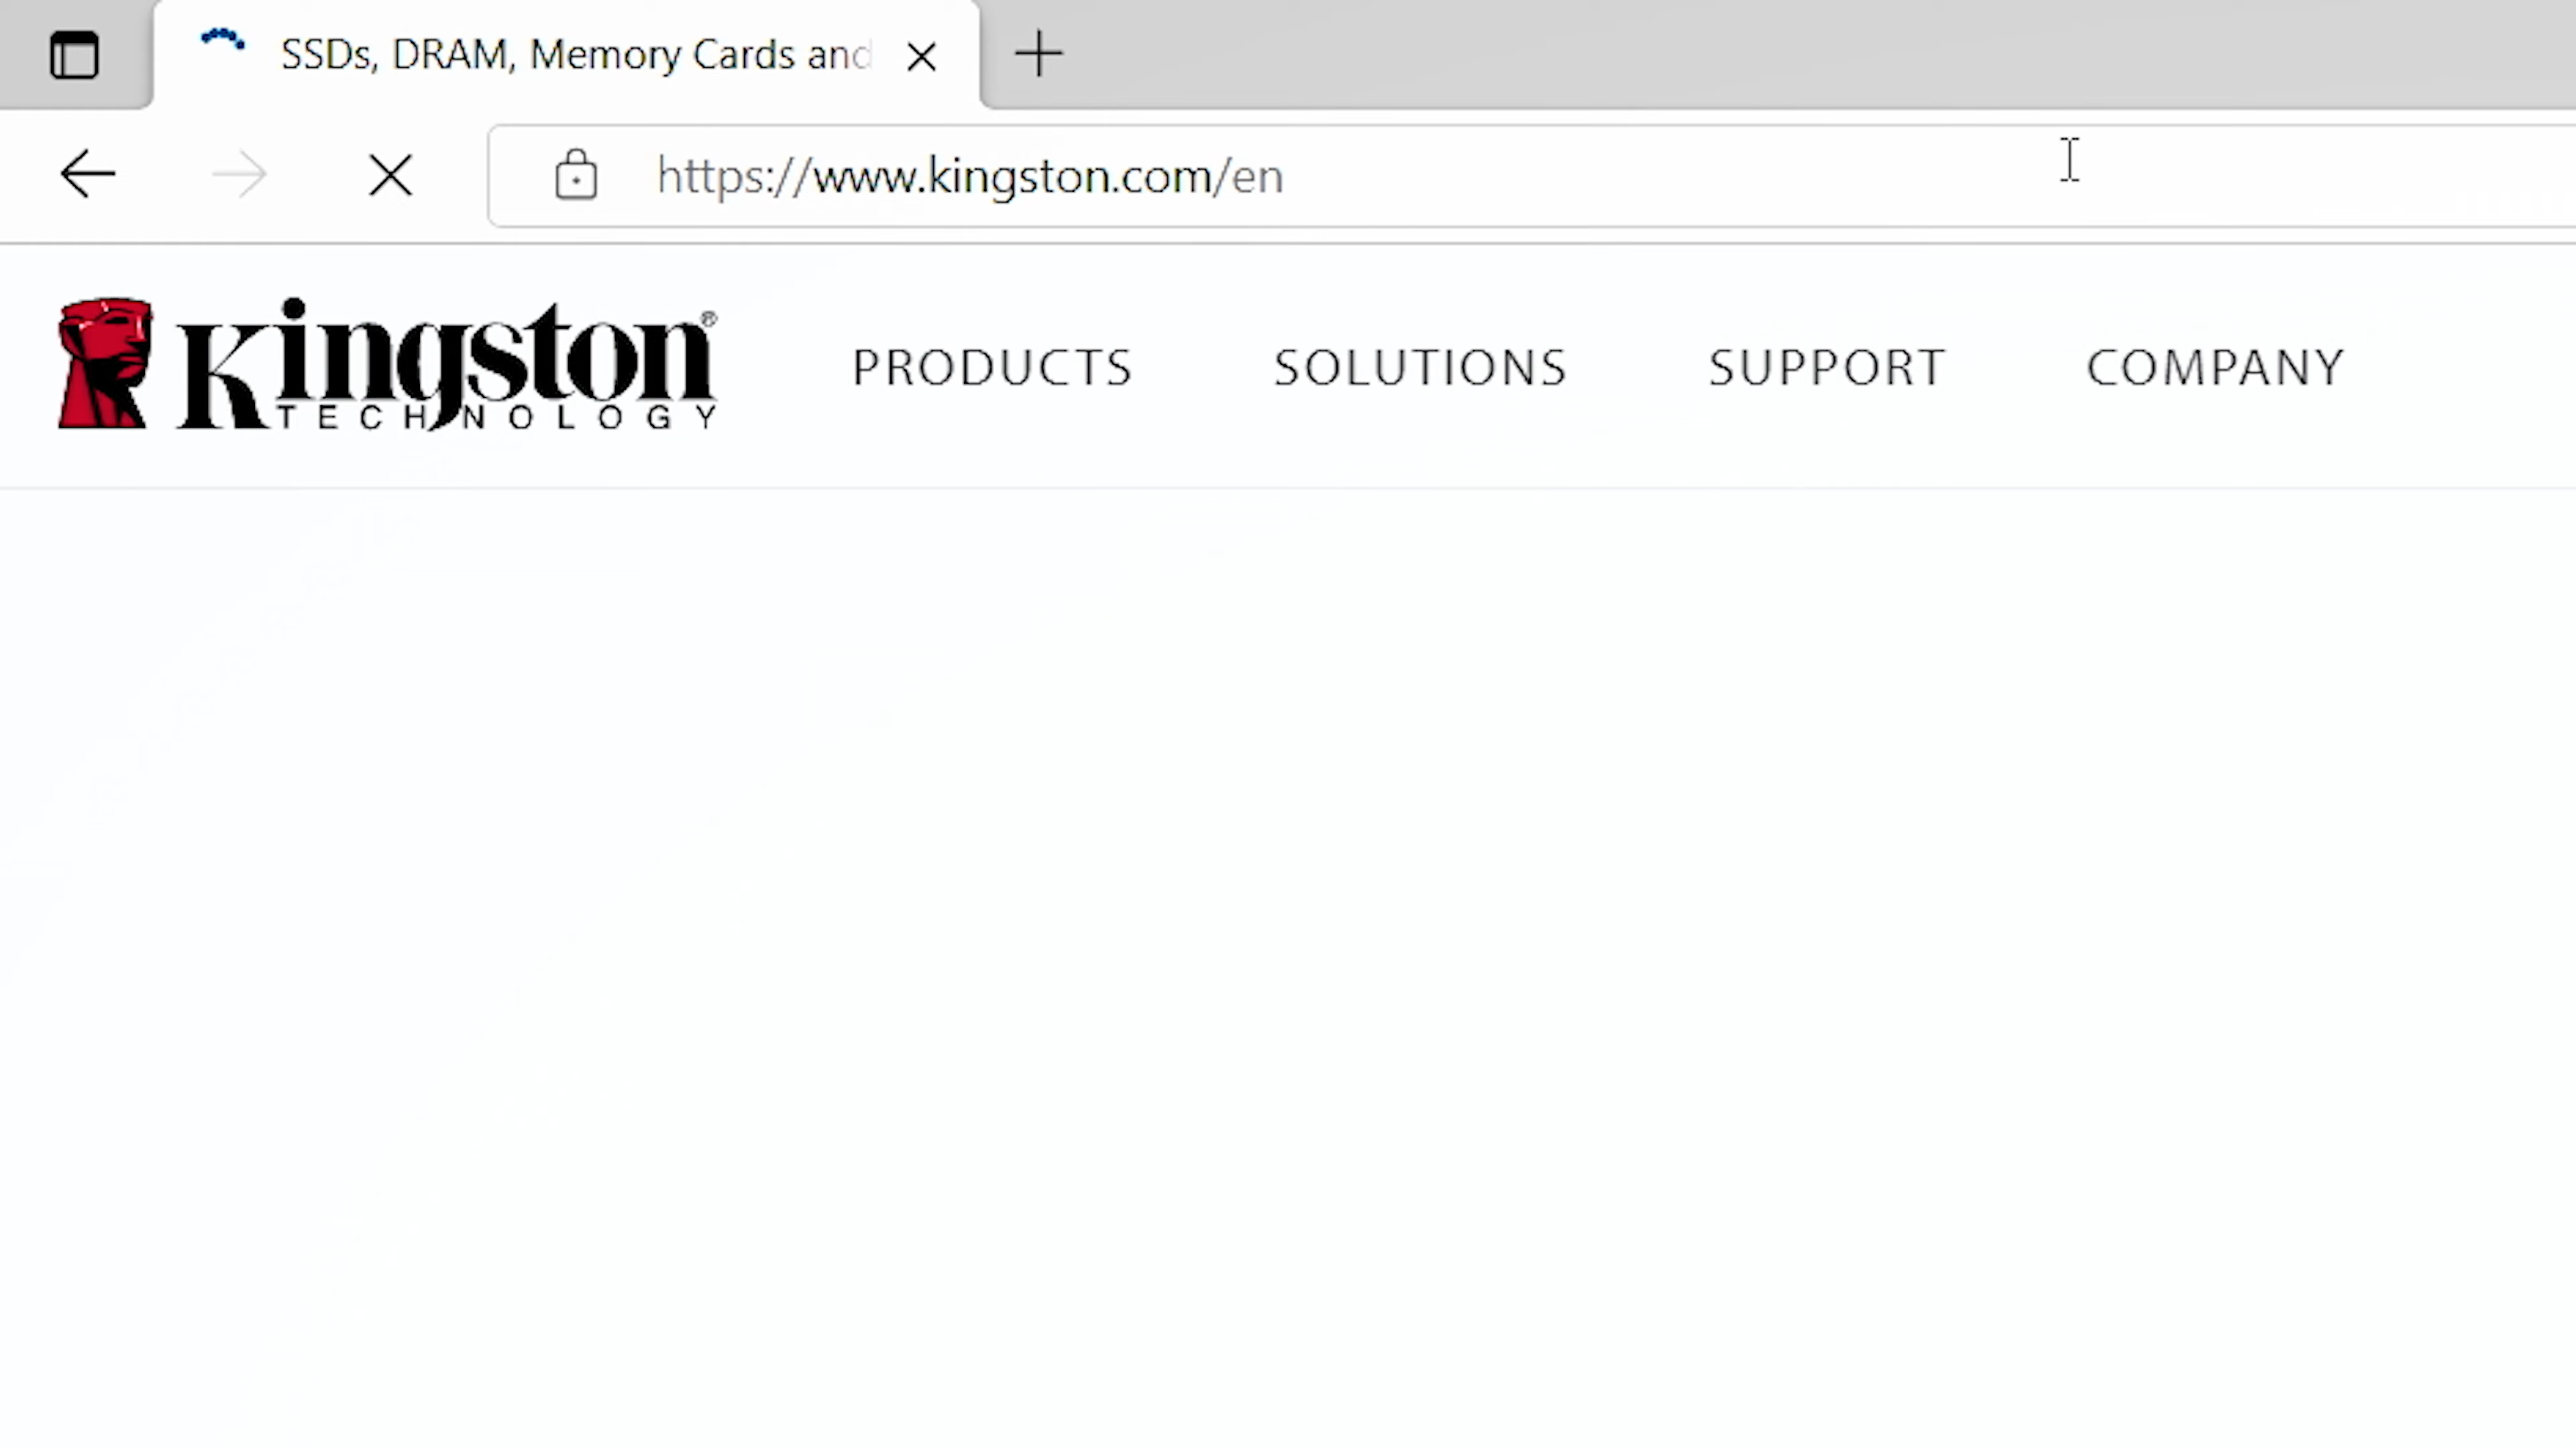 SSDs, DRAM, Memory Cards and
https://www.kingston.com/en
Kingston®
TECHNOLOGY
PRODUCTS
SOLUTIONS
SUPPORT
COMPANY